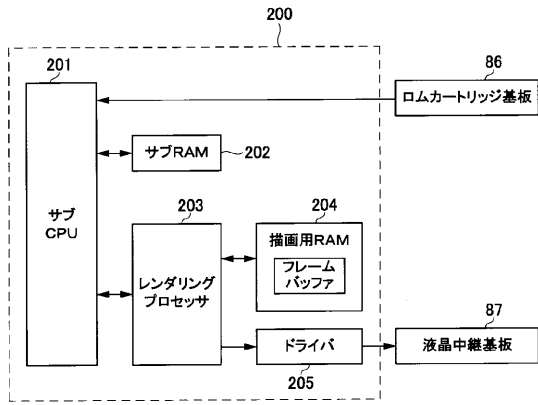 200
201
86
ロムカートリッジ基板
サブRAM
202
サブ
CPU
203
204
描画用RAM
フレーム
バッファ
レンダリング
プロセッサ
87
ドライバ
液晶中継基板
205